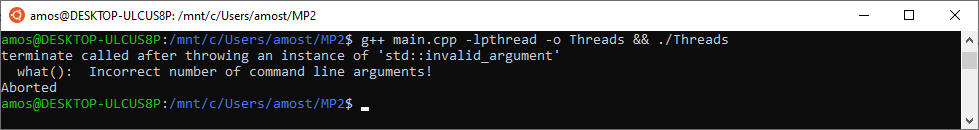 amos@DESKTOP-ULCUS8P: /mnt/c/Users/amost/MP2
amos@DESKTOP-ULCUS8P:/mnt/c/Users/amost/MP2$ g++ main.cpp -lpthread -o Threads && ./Threads
terminate called after throwing an instance of 'std::invalid_argument'
  what():  Incorrect number of command line arguments!
Aborted
amos@DESKTOP-ULCUS8P:/mnt/c/Users/amost/MP2$